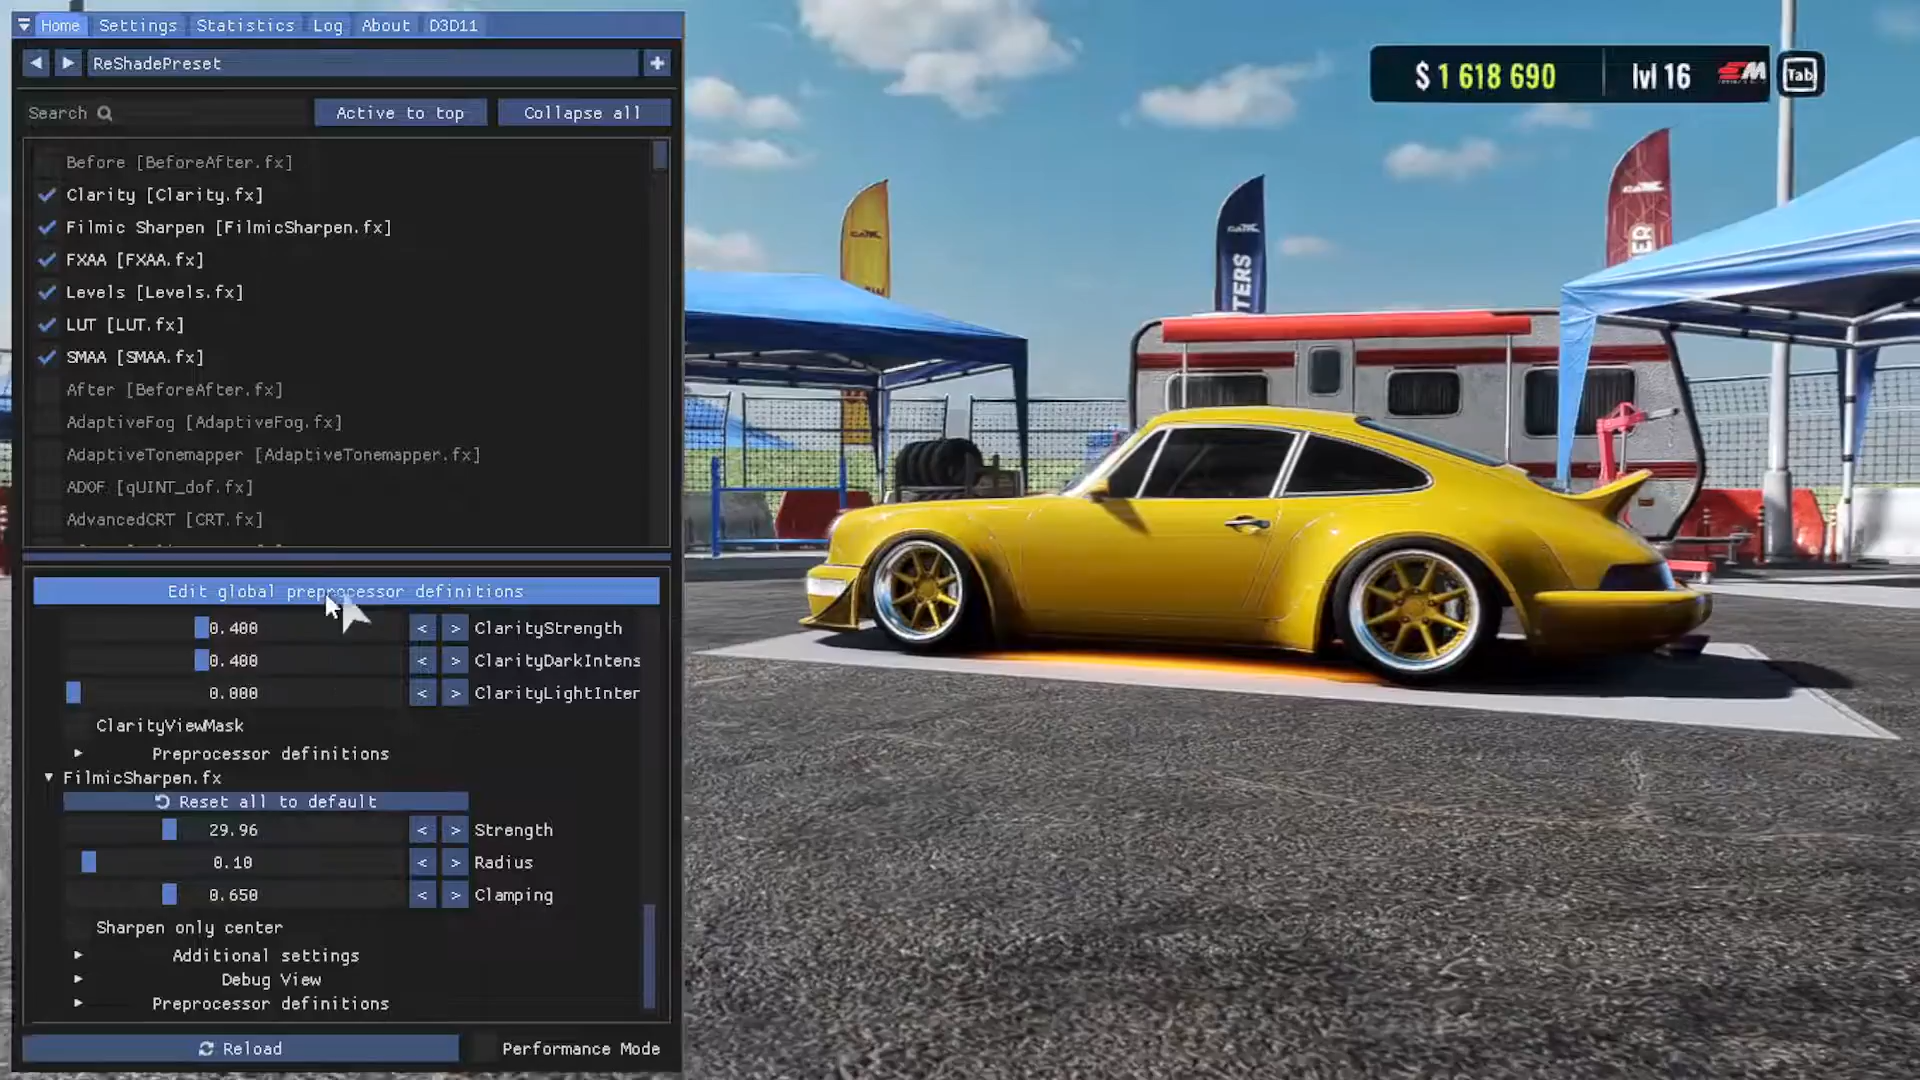 Home Settings Statistics Log About D3D11
ReShadePreset
Search Active to top Collapse all
Before [BeforeAfter.fx]
Clarity [Clarity.fx]
Filmic Sharpen [FilmicSharpen.fx]
FXAA [FXAA.fx]
Levels [Levels.fx]
LUT [LUT.fx]
SMAA [SMAA.fx]
After [BeforeAfter.fx]
AdaptiveFog [AdaptiveFog.fx]
AdaptiveTonemapper [AdaptiveTonemapper.fx]
ADOF [qUINT_dof.fx]
AdvancedCRT [CRT.fx]
Edit global preprocessor definitions
0.400 < > ClarityStrength
0.400 < > ClarityDarkIntens
0.000 < > ClarityLightInter
ClarityViewMask
Preprocessor definitions
FilmicSharpen.fx
Reset all to default
29.96 < > Strength
0.10 < > Radius
0.650 < > Clamping
Sharpen only center
Additional settings
Debug View
Preprocessor definitions
Reload Performance Mode
$ 1 618 690 lvl 16 Tab
TERS
ER